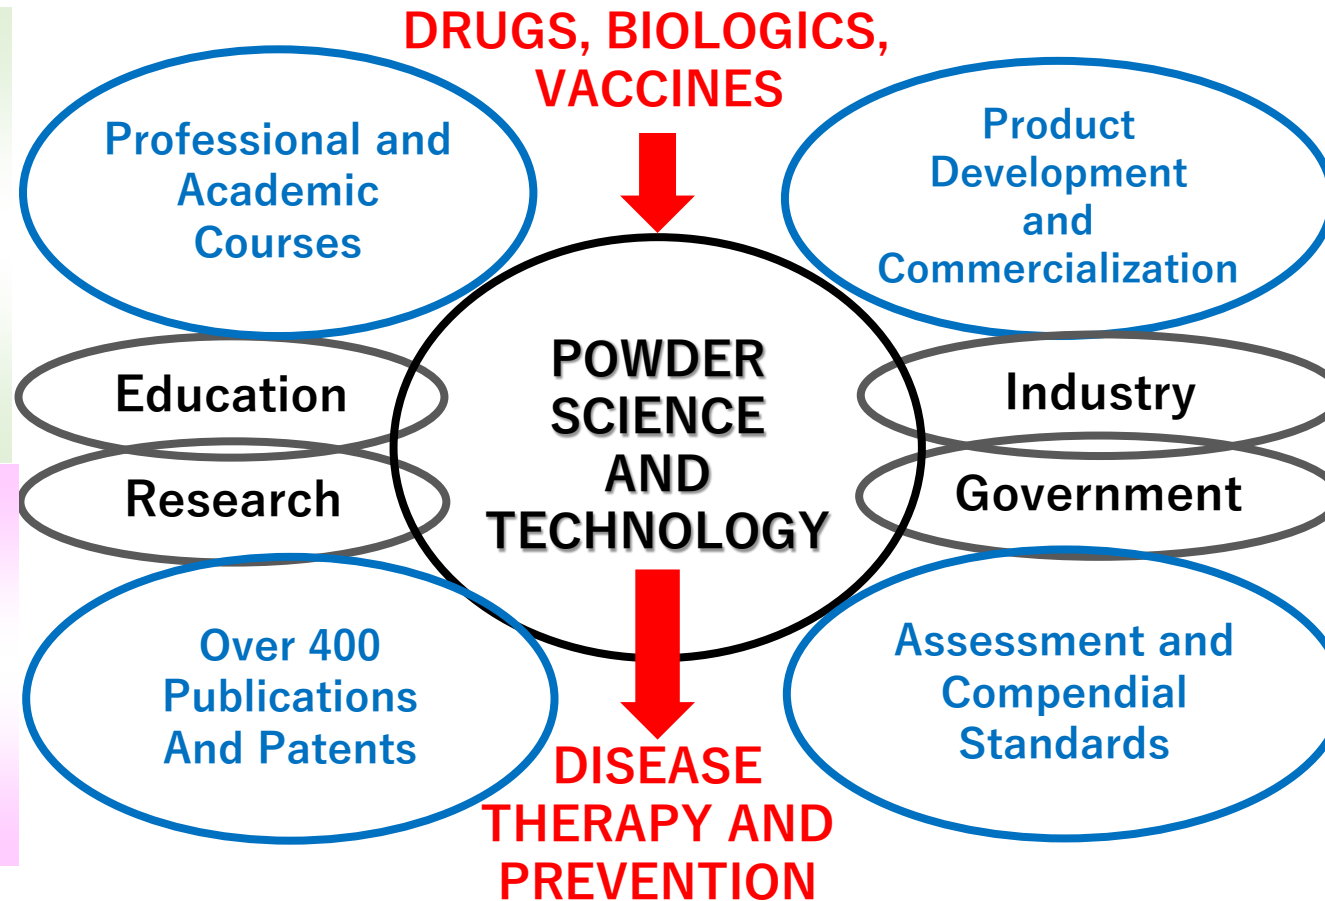 DRUGS, BIOLOGICS,
VACCINES
Professional and
Academic
Courses
Product
Development
and
Commercialization
Education
Research
POWDER
SCIENCE
AND
TECHNOLOGY
Industry
Government
Over 400
Publications
And Patents
Assessment and
Compendial
Standards
DISEASE
THERAPY AND
PREVENTION